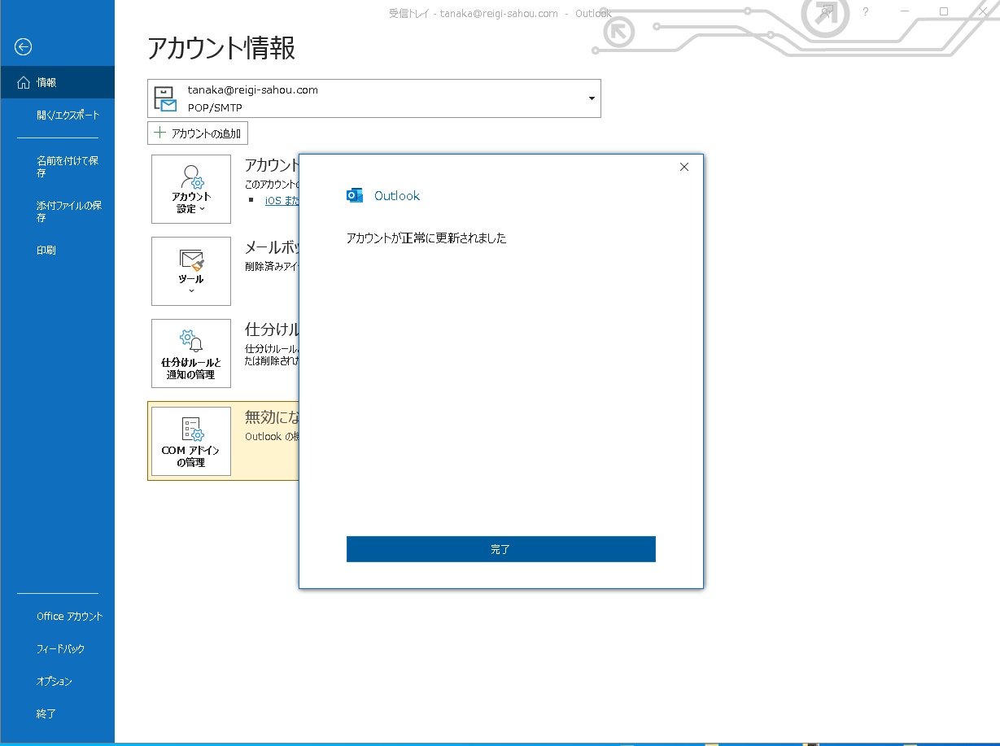 受信トレイ - tanaka@reigi-sahou.com - Outlook
?
アカウント情報
情報
開く/エクスポート
名前を付けて保
存
添付ファイルの保
存
印刷
Office アカウント
フィードバック
オプション
終了
tanaka@reigi-sahou.com
POP/SMTP
アカウントの追加
アカウント
設定
アカウント
このアカウントの
iOS また
ツール
メールボッ
削除済みアイ
仕分けルールと
通知の管理
仕分けル
仕分けルール
たは削除された
COM アドイン
の管理
無効にな
Outlook の機
Outlook
アカウントが正常に更新されました
完了